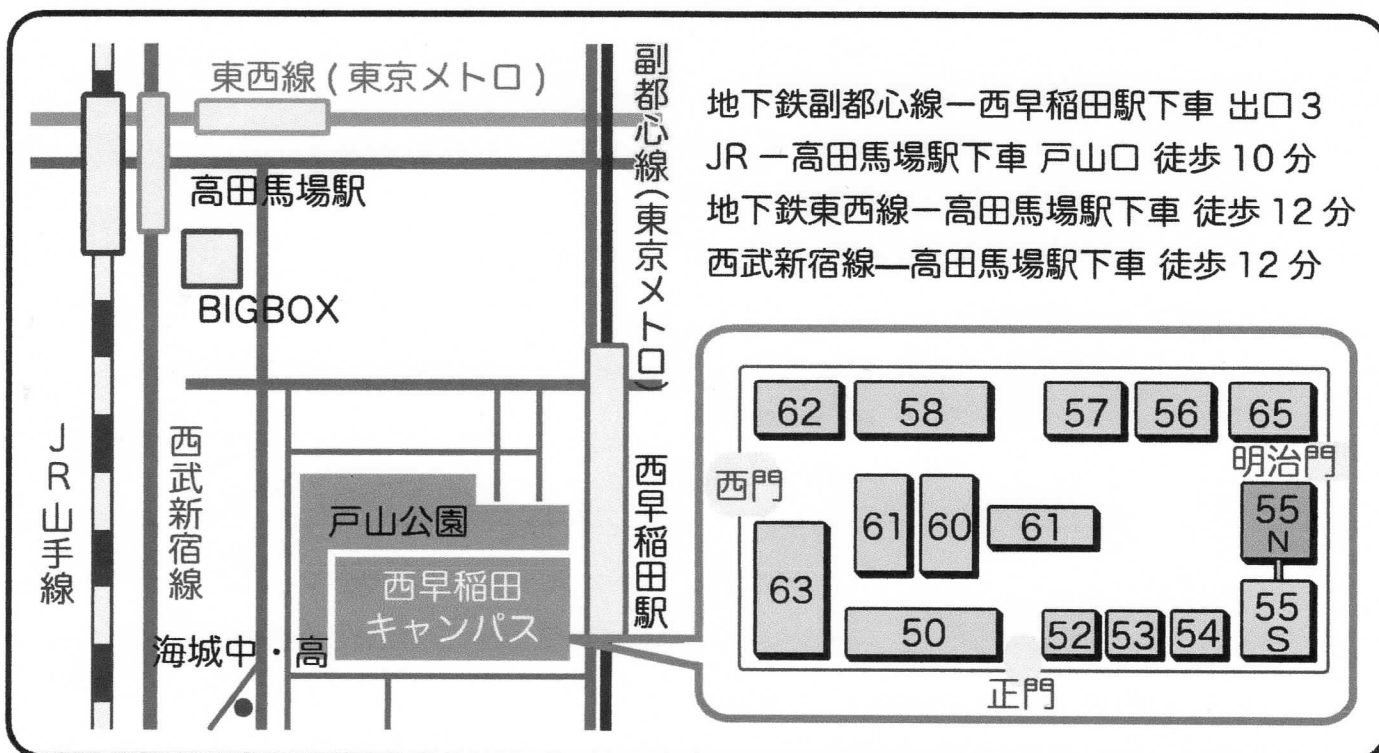 東西線(東京メトロ)
副都心線(東京メトロ)
高田馬場駅
BIGBOX
JR山手線
西武新宿線
戸山公園
西早稲田
キャンパス
西早稲田駅
海城中・高
地下鉄副都心線ー西早稲田駅下車 出口3
JRー高田馬場駅下車 戸山口 徒歩10分
地下鉄東西線ー高田馬場駅下車 徒歩12分
西武新宿線―高田馬場駅下車 徒歩12分
62 58 57 56 65
明治門
西門
61 60 61
55
N
63
50 52 53 54
55
S
正門